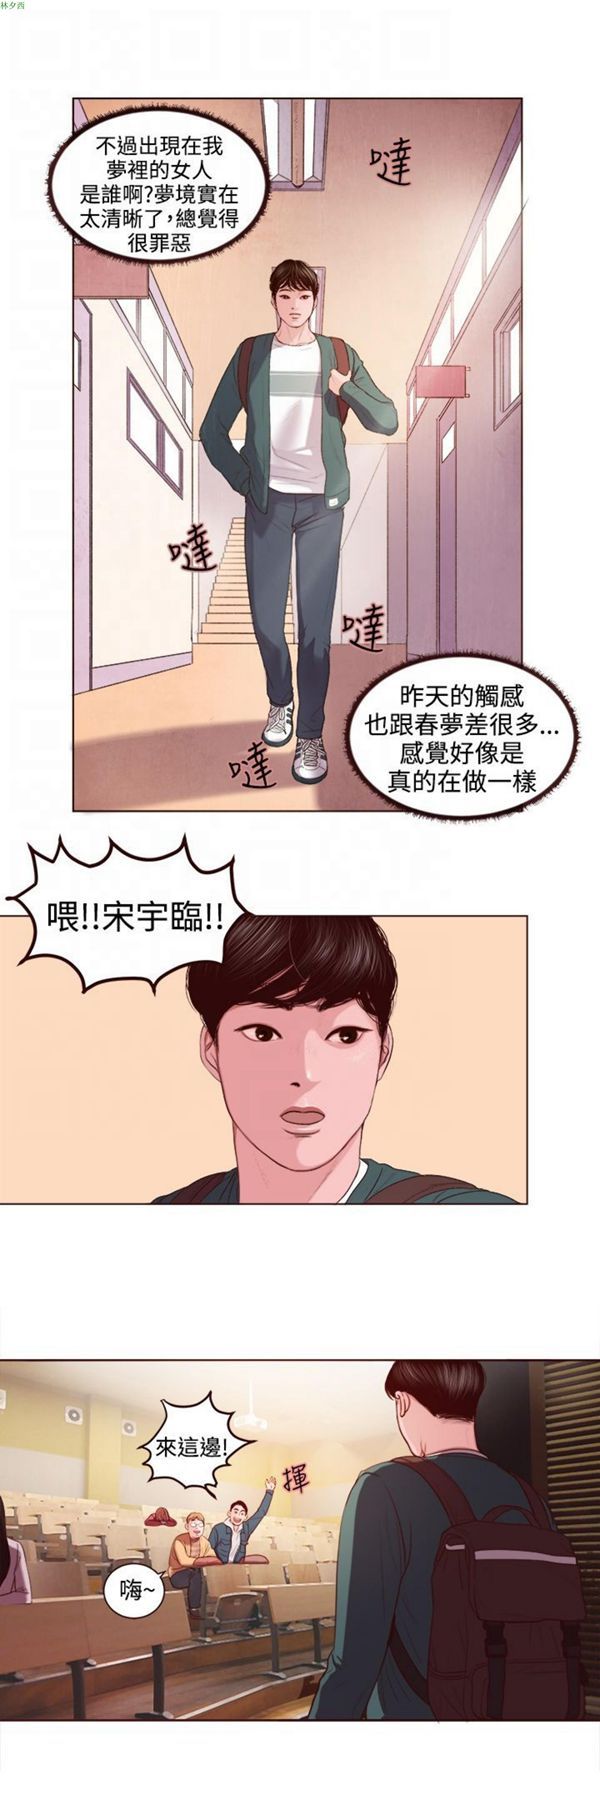 林夕西
不過出現在我
夢裡的女人
是誰啊?夢境實在
太清晰了,總覺得
很罪惡
噠
噠
噠
噠
昨天的觸感
也跟春夢差很多...
感覺好像是
真的在做一樣
喂!!宋宇臨!!
來這邊!
揮
嗨~